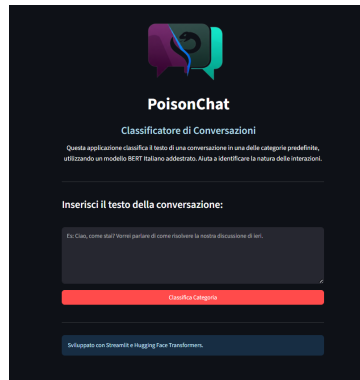 PoisonChat
Classificatore di Conversazioni
Questa applicazione classifica il testo di una conversazione in una delle categorie predefinite,
utilizzando un modello BERT Italiano addestrato. Aiuta a identificare la natura delle interazioni.
Inserisci il testo della conversazione:
Es: Ciao, come stai? Vorrei parlare di come risolvere la nostra discussione di ieri.
Classifica Categoria
Sviluppato con Streamlit e Hugging Face Transformers.